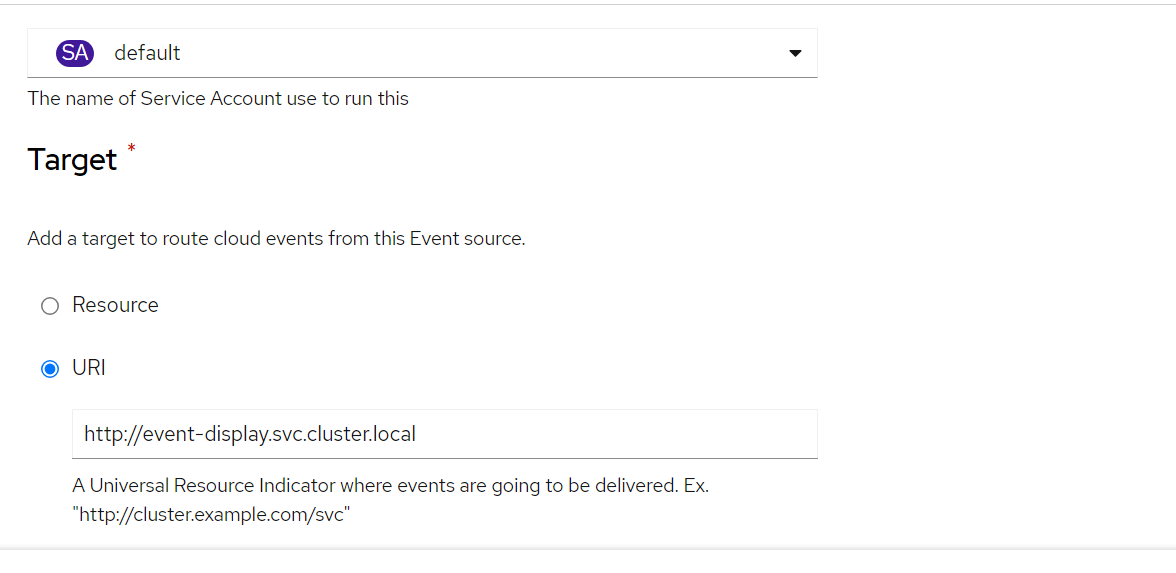 SA default
The name of Service Account use to run this
Target *
Add a target to route cloud events from this Event source.
Resource
URI
http://event-display.svc.cluster.local
A Universal Resource Indicator where events are going to be delivered. Ex.
"http://cluster.example.com/svc"